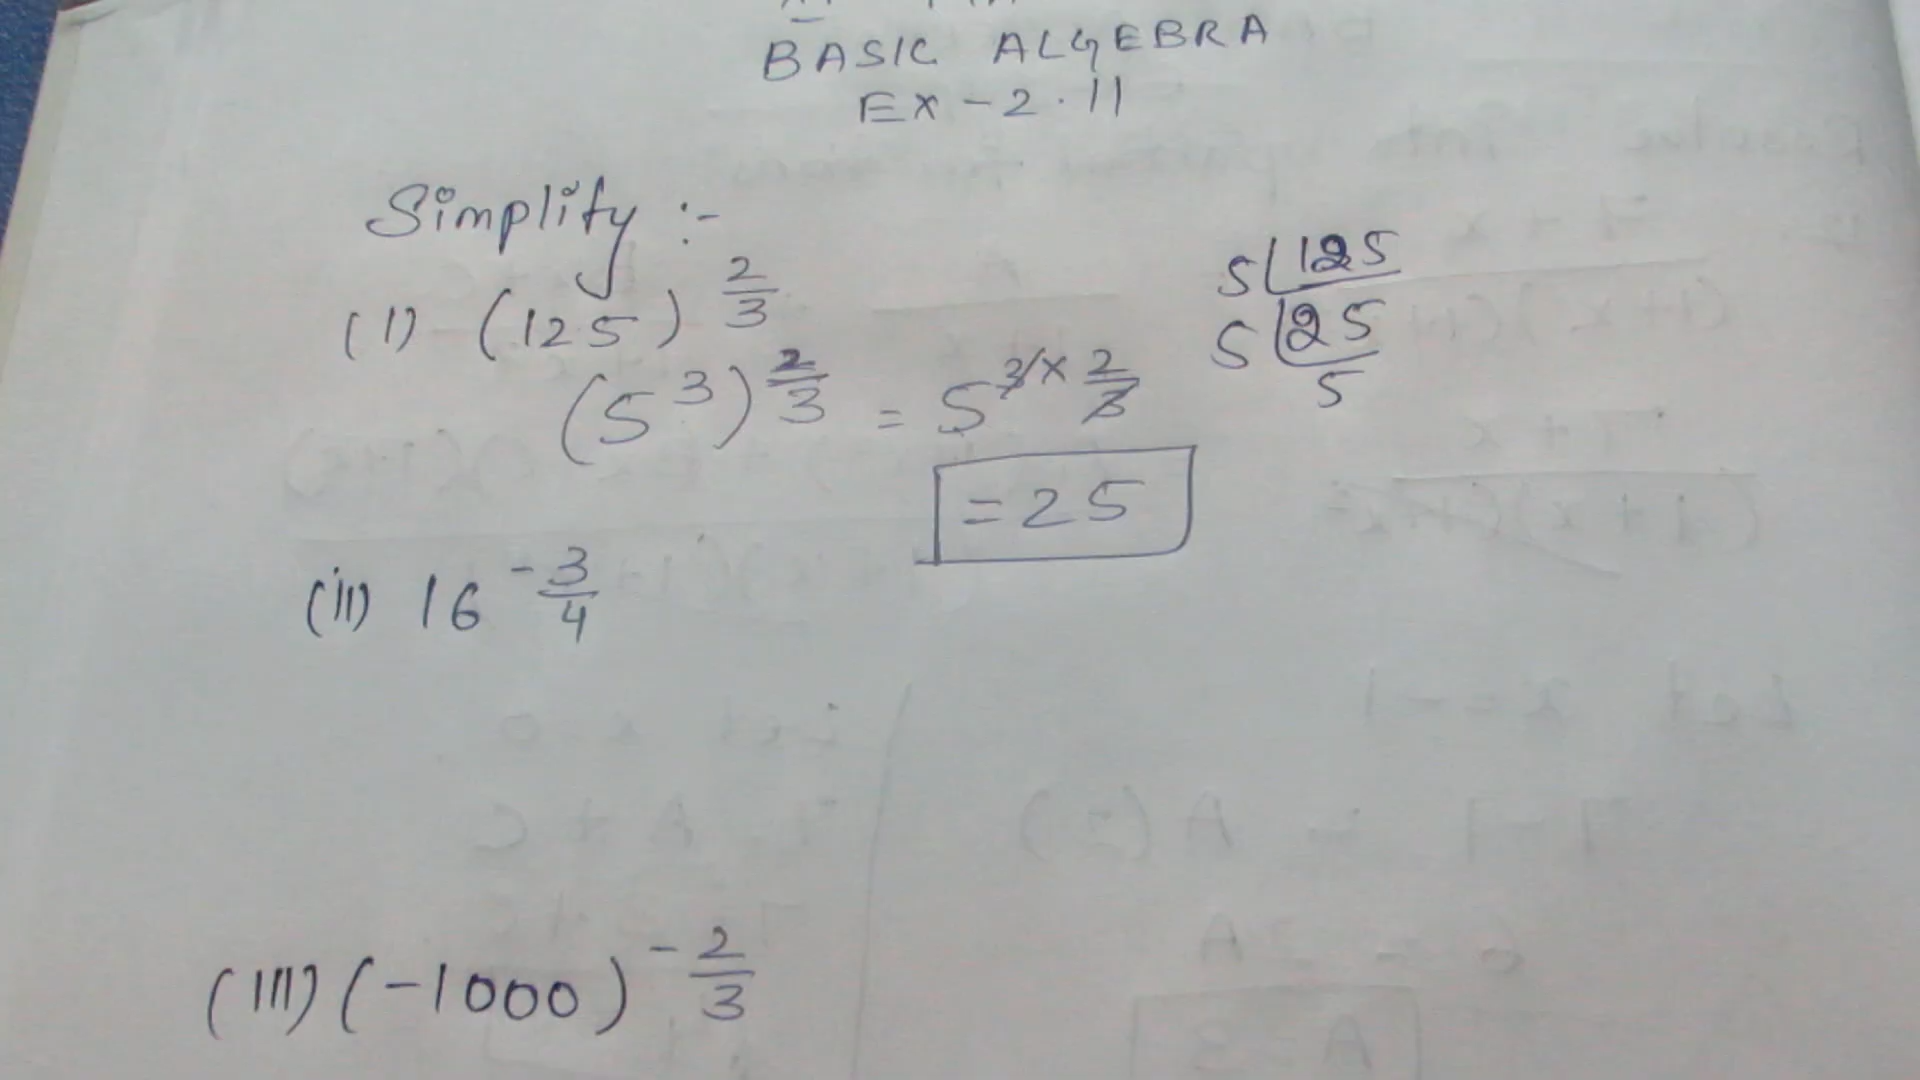 BASIC ALGEBRA
EX - 2.11
Simplify :-
(i) (125)^{2/3}
5 | 125
5 | 25
5
(5^3)^{2/3} = 5^{3 × 2/3}
= 25
(ii) 16^{-3/4}
(iii) (-1000)^{-2/3}